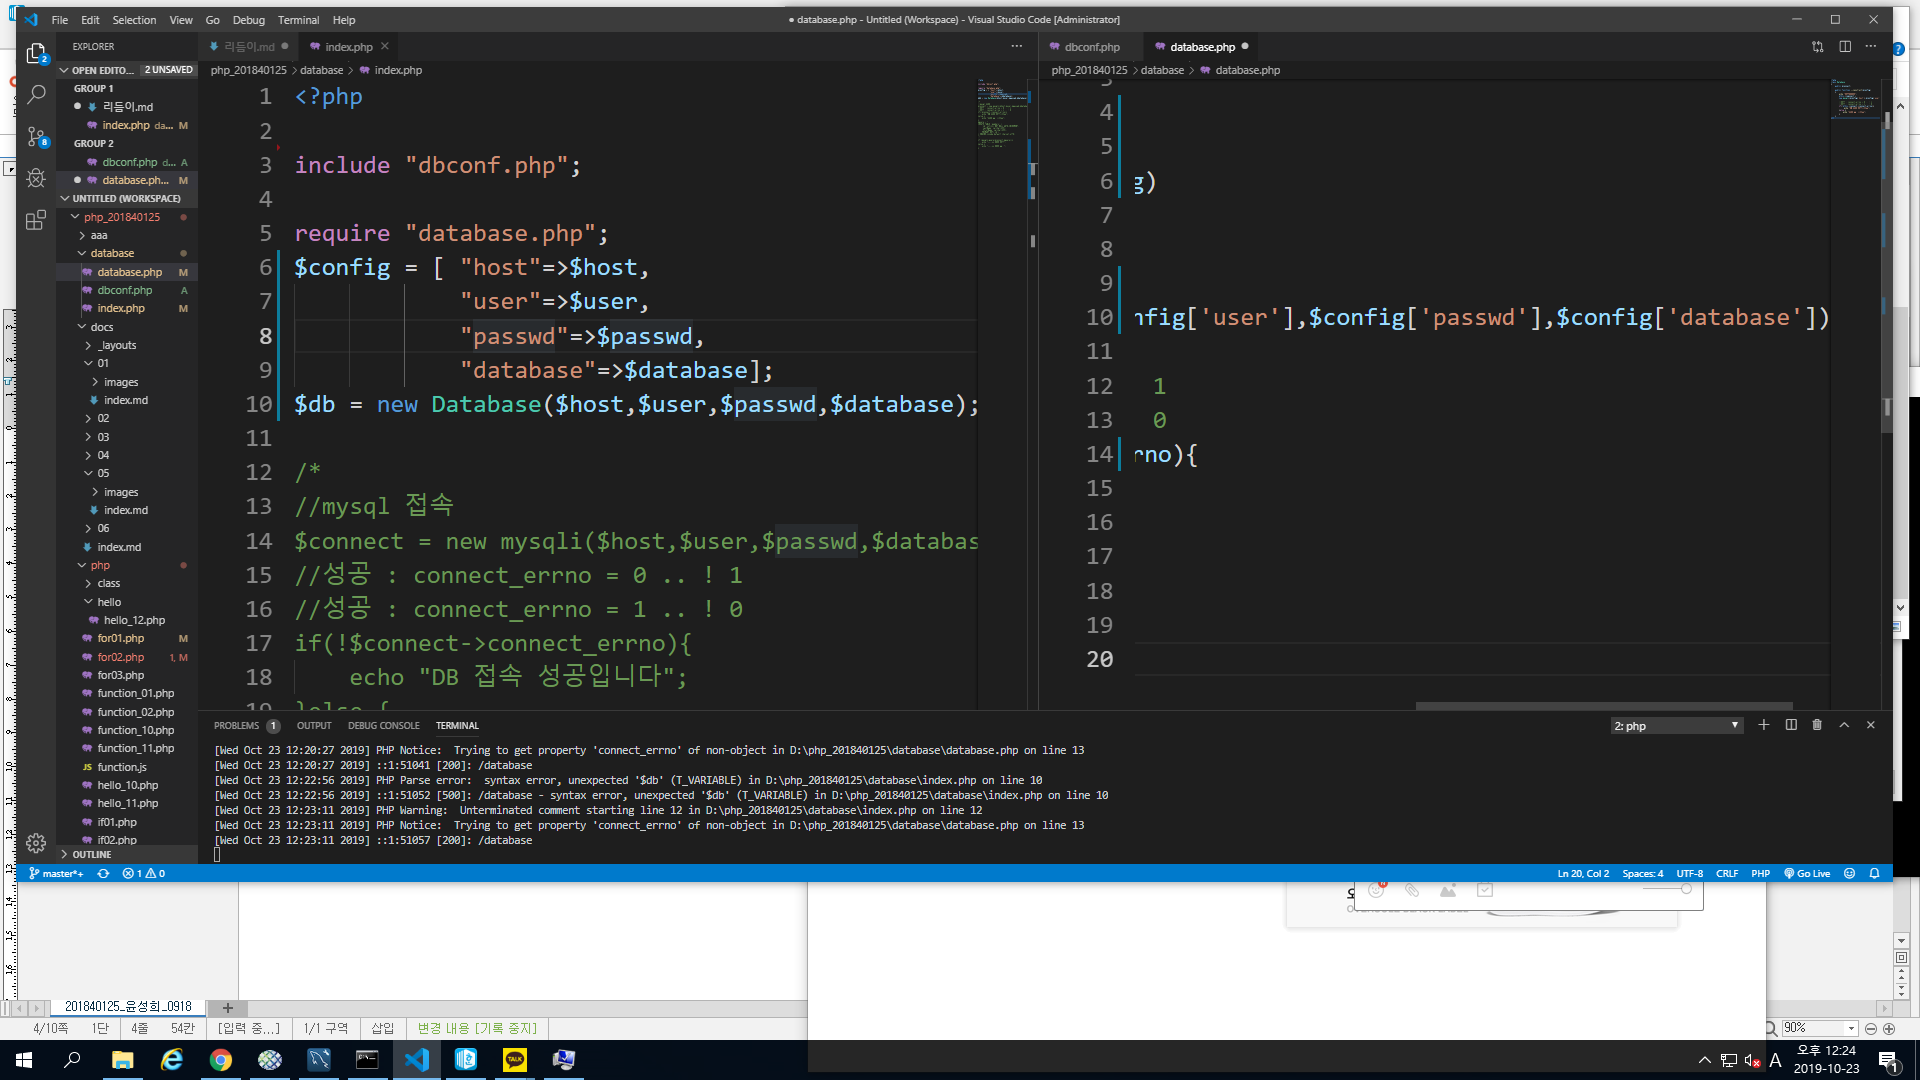 File Edit Selection View Go Debug Terminal Help
● database.php - Untitled (Workspace) - Visual Studio Code [Administrator]
EXPLORER
OPEN EDITO... 2 UNSAVED
GROUP 1
리듬이.md
index.php da... M
GROUP 2
dbconf.php d... A
database.ph... M
UNTITLED (WORKSPACE)
php_201840125
aaa
database
database.php M
dbconf.php A
index.php M
docs
_layouts
01
images
index.md
02
03
04
05
images
index.md
06
index.md
php
class
hello
hello_12.php
for01.php M
for02.php 1, M
for03.php
function_01.php
function_02.php
function_10.php
function_11.php
JS function.js
hello_10.php
hello_11.php
if01.php
if02.php
OUTLINE
리듬이.md index.php
php_201840125 > database > index.php
1 <?php
2
3 include "dbconf.php";
4
5 require "database.php";
6 $config = [ "host"=>$host,
7 "user"=>$user,
8 "passwd"=>$passwd,
9 "database"=>$database];
10 $db = new Database($host,$user,$passwd,$database);
11
12 /*
13 //mysql 접속
14 $connect = new mysqli($host,$user,$passwd,$databas
15 //성공 : connect_errno = 0 .. ! 1
16 //성공 : connect_errno = 1 .. ! 0
17 if(!$connect->connect_errno){
18 echo "DB 접속 성공입니다";
19 }else {
dbconf.php database.php
php_201840125 > database > database.php
3
4
5
6 g)
7
8
9
10 nfig['user'],$config['passwd'],$config['database'])
11
12 1
13 0
14 rno){
15
16
17
18
19
20
PROBLEMS 1 OUTPUT DEBUG CONSOLE TERMINAL
2: php
[Wed Oct 23 12:20:27 2019] PHP Notice:  Trying to get property 'connect_errno' of non-object in D:\php_201840125\database\database.php on line 13
[Wed Oct 23 12:20:27 2019] ::1:51041 [200]: /database
[Wed Oct 23 12:22:56 2019] PHP Parse error:  syntax error, unexpected '$db' (T_VARIABLE) in D:\php_201840125\database\index.php on line 10
[Wed Oct 23 12:22:56 2019] ::1:51052 [500]: /database - syntax error, unexpected '$db' (T_VARIABLE) in D:\php_201840125\database\index.php on line 10
[Wed Oct 23 12:23:11 2019] PHP Warning:  Unterminated comment starting line 12 in D:\php_201840125\database\index.php on line 12
[Wed Oct 23 12:23:11 2019] PHP Notice:  Trying to get property 'connect_errno' of non-object in D:\php_201840125\database\database.php on line 13
[Wed Oct 23 12:23:11 2019] ::1:51057 [200]: /database
master*+ 1 0
Ln 20, Col 2 Spaces: 4 UTF-8 CRLF PHP Go Live
201840125_윤성희_0918
4/10쪽 1단 4줄 54칸 [입력 중...] 1/1 구역 삽입 변경 내용 [기록 중지]
90%
TALK
A
오후 12:24
2019-10-23
1